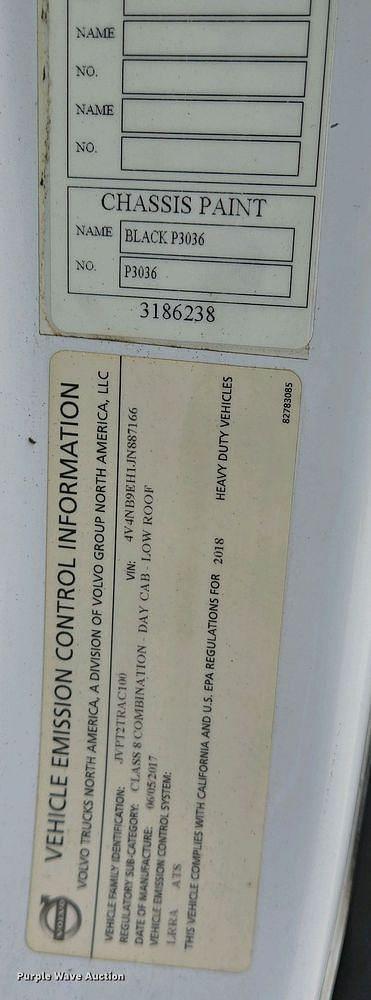 NAME
NO.
NAME
NO.
CHASSIS PAINT
NAME BLACK P3036
NO. P3036
3186238
VOLVO
VEHICLE EMISSION CONTROL INFORMATION
VOLVO TRUCKS NORTH AMERICA, A DIVISION OF VOLVO GROUP NORTH AMERICA, LLC
VEHICLE FAMILY IDENTIFICATION: JVPT2TRAC100 VIN: 4V4NB9EH1JN887166
REGULATORY SUB-CATEGORY: CLASS 8 COMBINATION - DAY CAB - LOW ROOF
DATE OF MANUFACTURE: 06/05/2017
VEHICLE EMISSION CONTROL SYSTEM:
LRRA ATS
THIS VEHICLE COMPLIES WITH CALIFORNIA AND U.S. EPA REGULATIONS FOR 2018 HEAVY DUTY VEHICLES
82783085
Purple Wave Auction